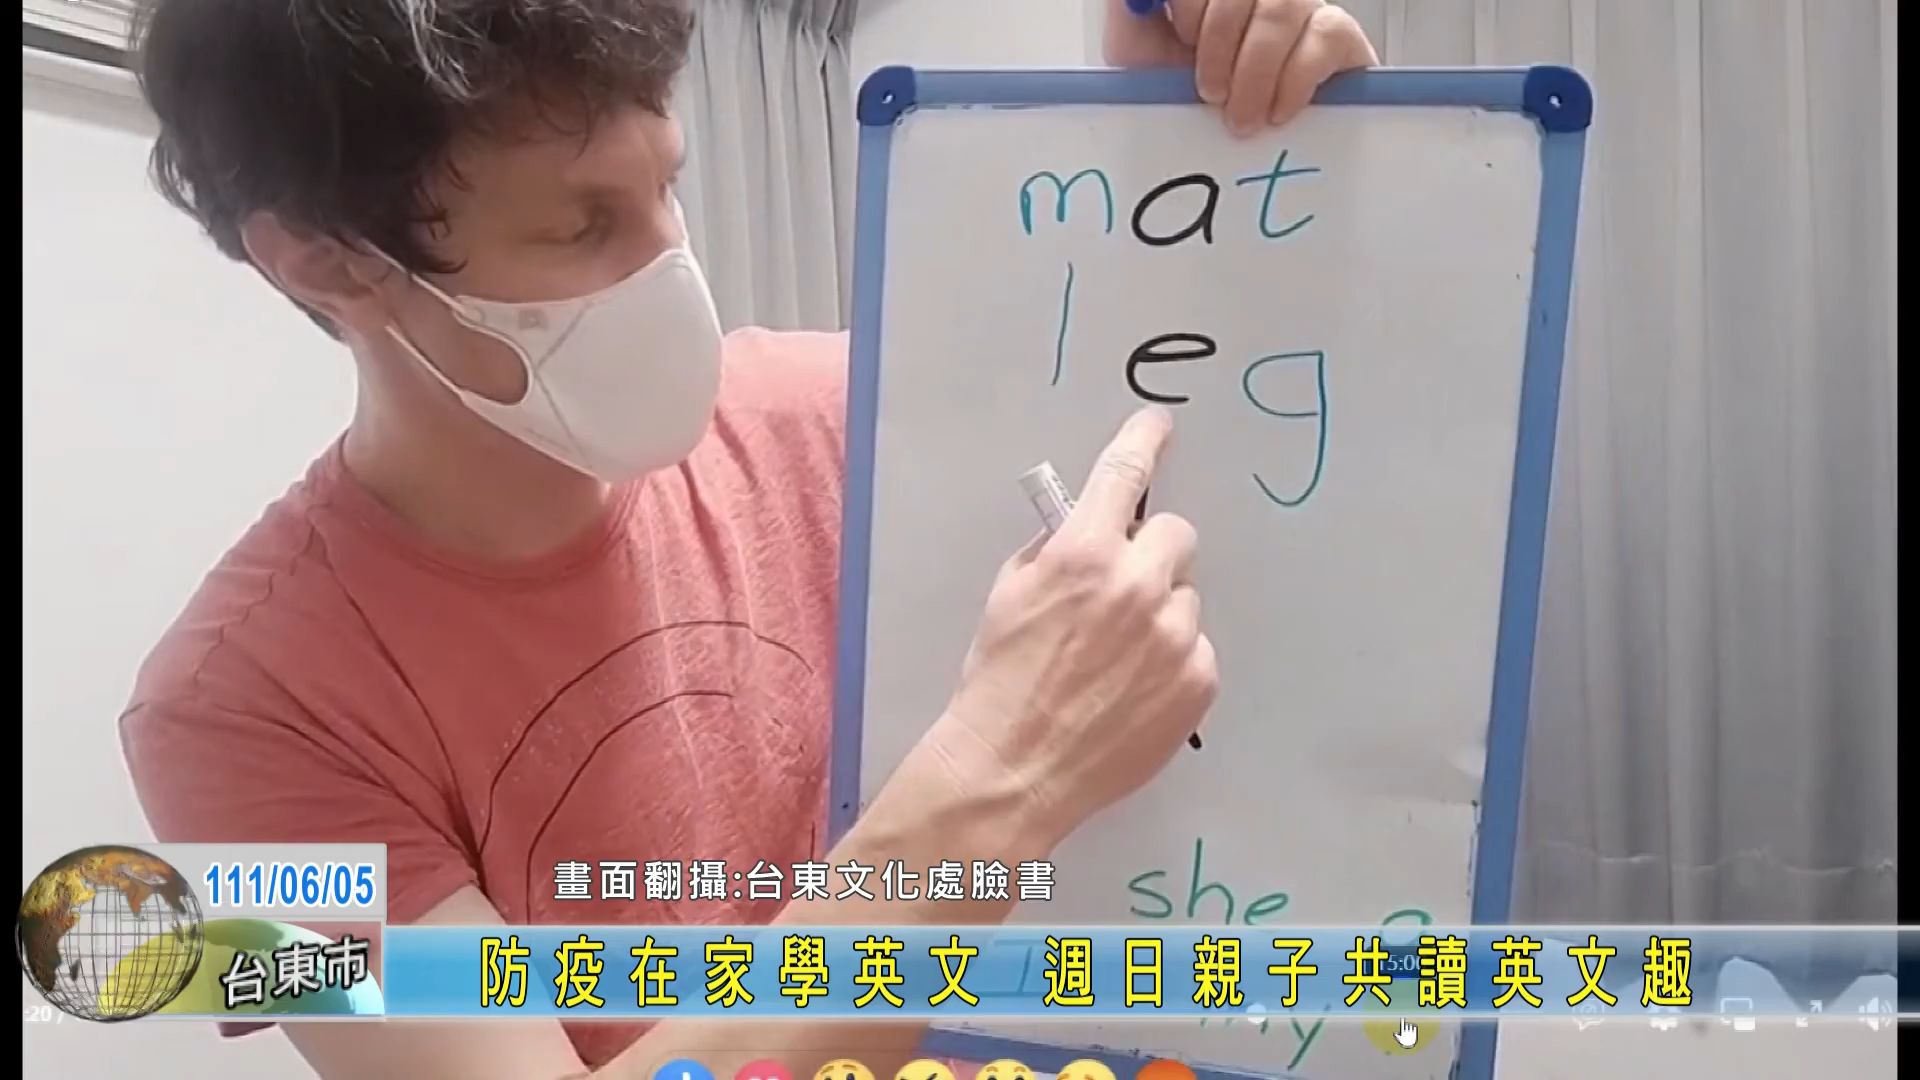 mat
leg
she
my
111/06/05
畫面翻攝:台東文化處臉書
台東市
防疫在家學英文 週日親子共讀英文趣